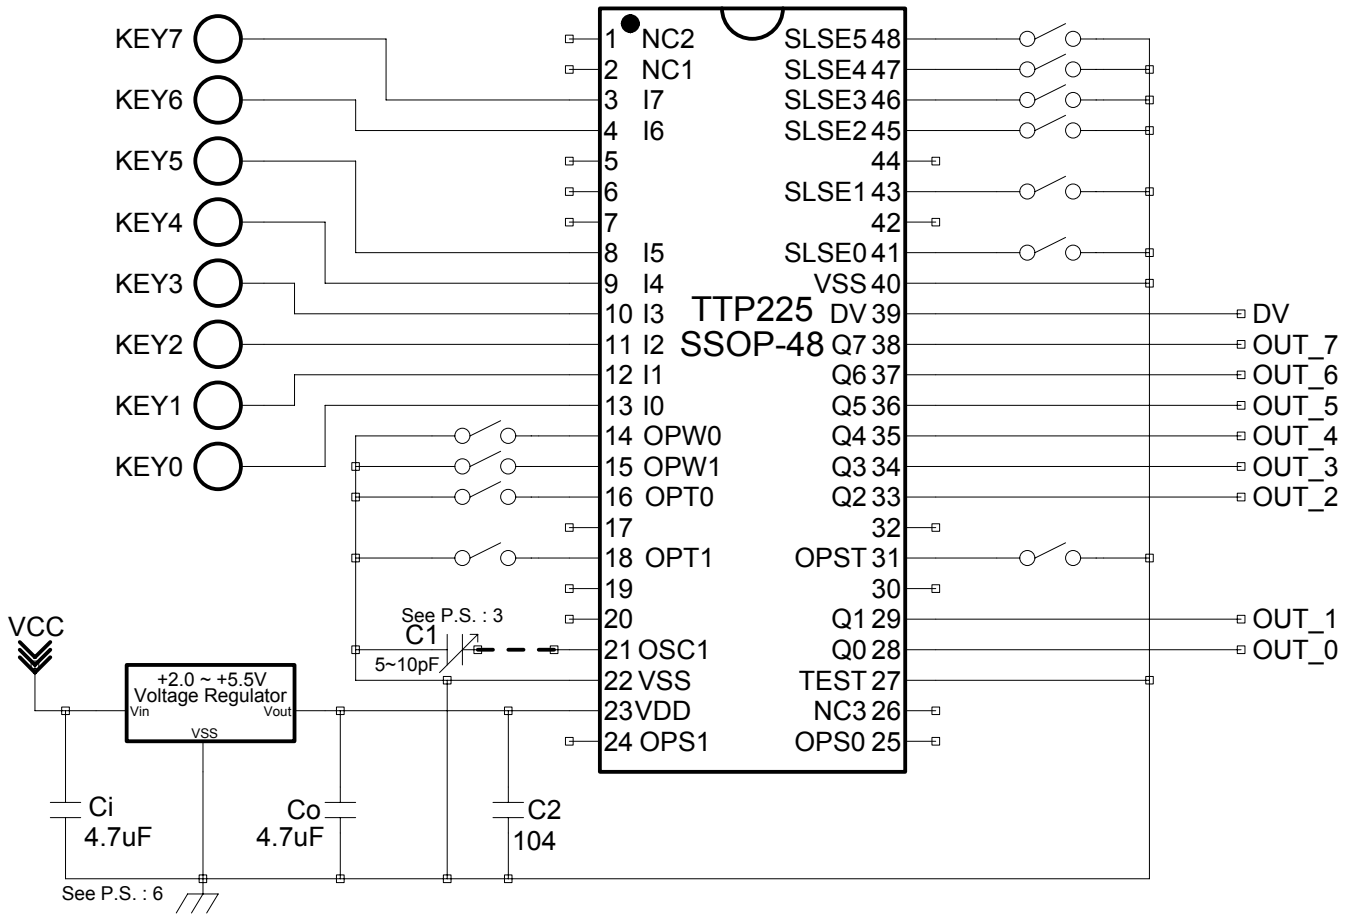 KEY7
KEY6
KEY5
KEY4
KEY3
KEY2
KEY1
KEY0
1 NC2 SLSE5 48
2 NC1 SLSE4 47
3 I7 SLSE3 46
4 I6 SLSE2 45
5 44
6 SLSE1 43
7 42
8 I5 SLSE0 41
9 I4 VSS 40
10 I3 TTP225 DV 39 DV
11 I2 SSOP-48 Q7 38 OUT_7
12 I1 Q6 37 OUT_6
13 I0 Q5 36 OUT_5
14 OPW0 Q4 35 OUT_4
15 OPW1 Q3 34 OUT_3
16 OPT0 Q2 33 OUT_2
17 32
18 OPT1 OPST 31
19 30
20 Q1 29 OUT_1
21 OSC1 Q0 28 OUT_0
22 VSS TEST 27
23 VDD NC3 26
24 OPS1 OPS0 25
See P.S. : 3
C1
5~10pF
VCC
+2.0 ~ +5.5V
Voltage Regulator
Vin Vout
VSS
Ci
4.7uF
Co
4.7uF
C2
104
See P.S. : 6